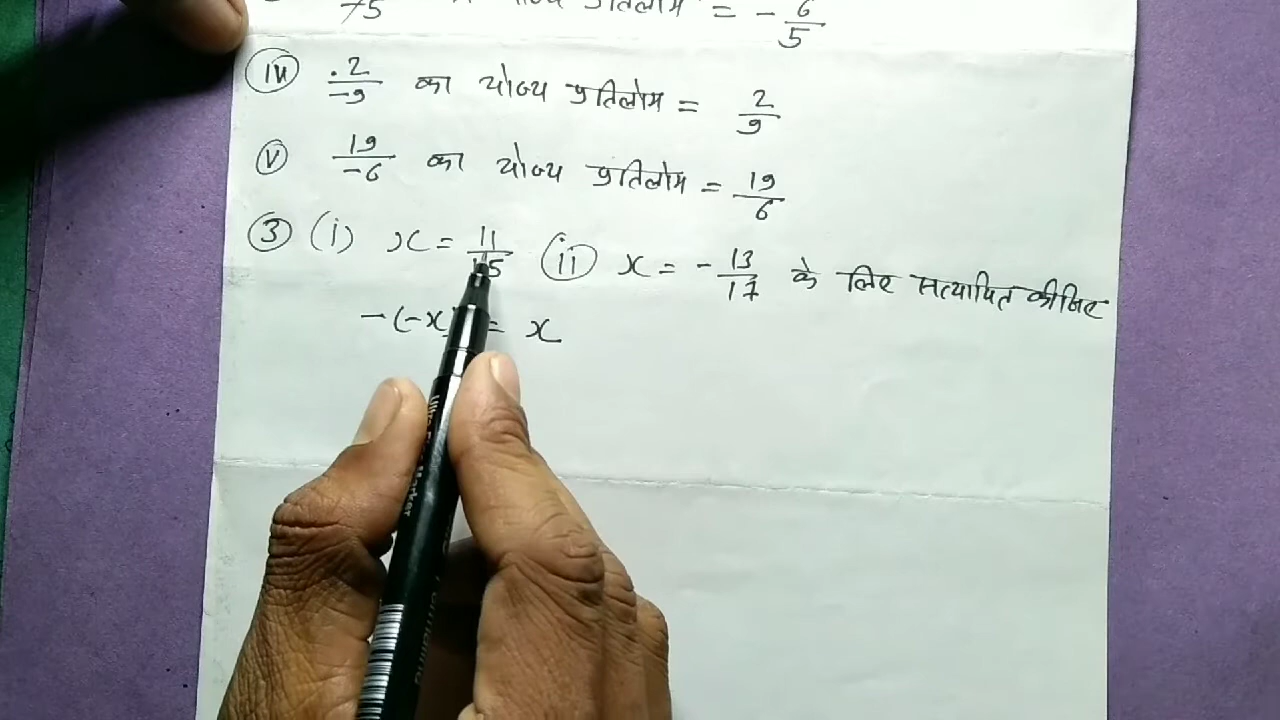 /75 का योज्य प्रतिलोम = - 6/5
(iv) 2/-9 का योज्य प्रतिलोम = 2/9
(v) 19/-6 का योज्य प्रतिलोम = 19/6
(3) (i) x = 11/15 (ii) x = - 13/17 के लिए सत्यापित कीजिए
-(-x) = x